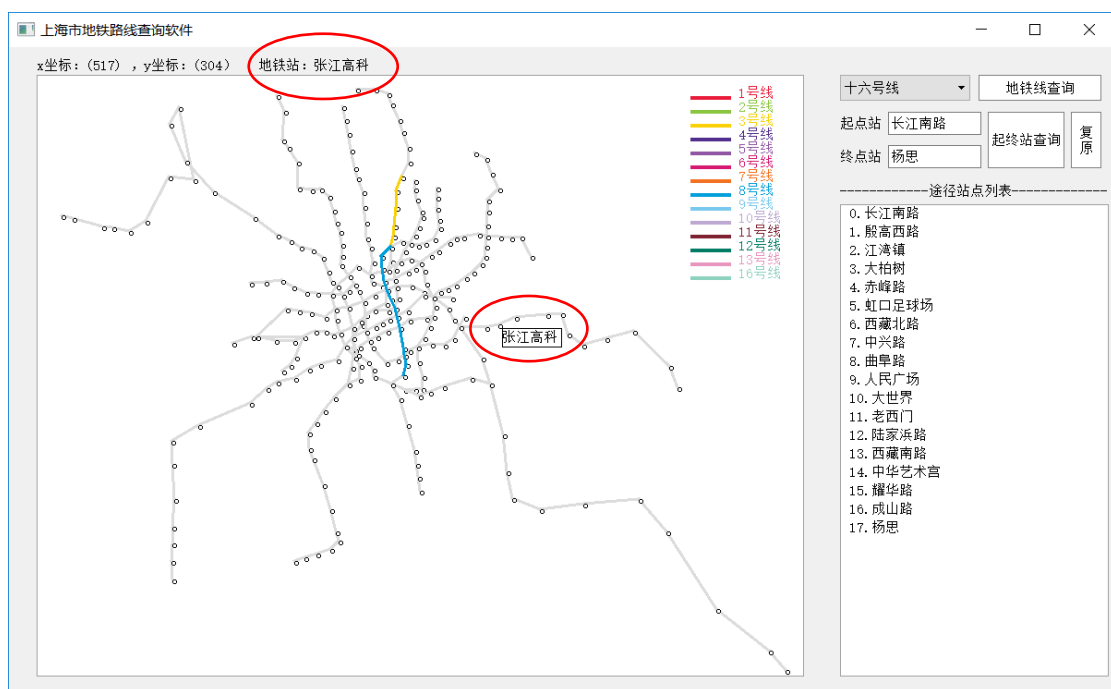 上海市地铁路线查询软件
x坐标：(517) ，y坐标：(304) 地铁站：张江高科
1号线
2号线
3号线
4号线
5号线
6号线
7号线
8号线
9号线
10号线
11号线
12号线
13号线
16号线
张江高科
十六号线 地铁线查询
起点站 长江南路
终点站 杨思
起终站查询
复原
------------途径站点列表-------------
0.长江南路
1.殷高西路
2.江湾镇
3.大柏树
4.赤峰路
5.虹口足球场
6.西藏北路
7.中兴路
8.曲阜路
9.人民广场
10.大世界
11.老西门
12.陆家浜路
13.西藏南路
14.中华艺术宫
15.耀华路
16.成山路
17.杨思